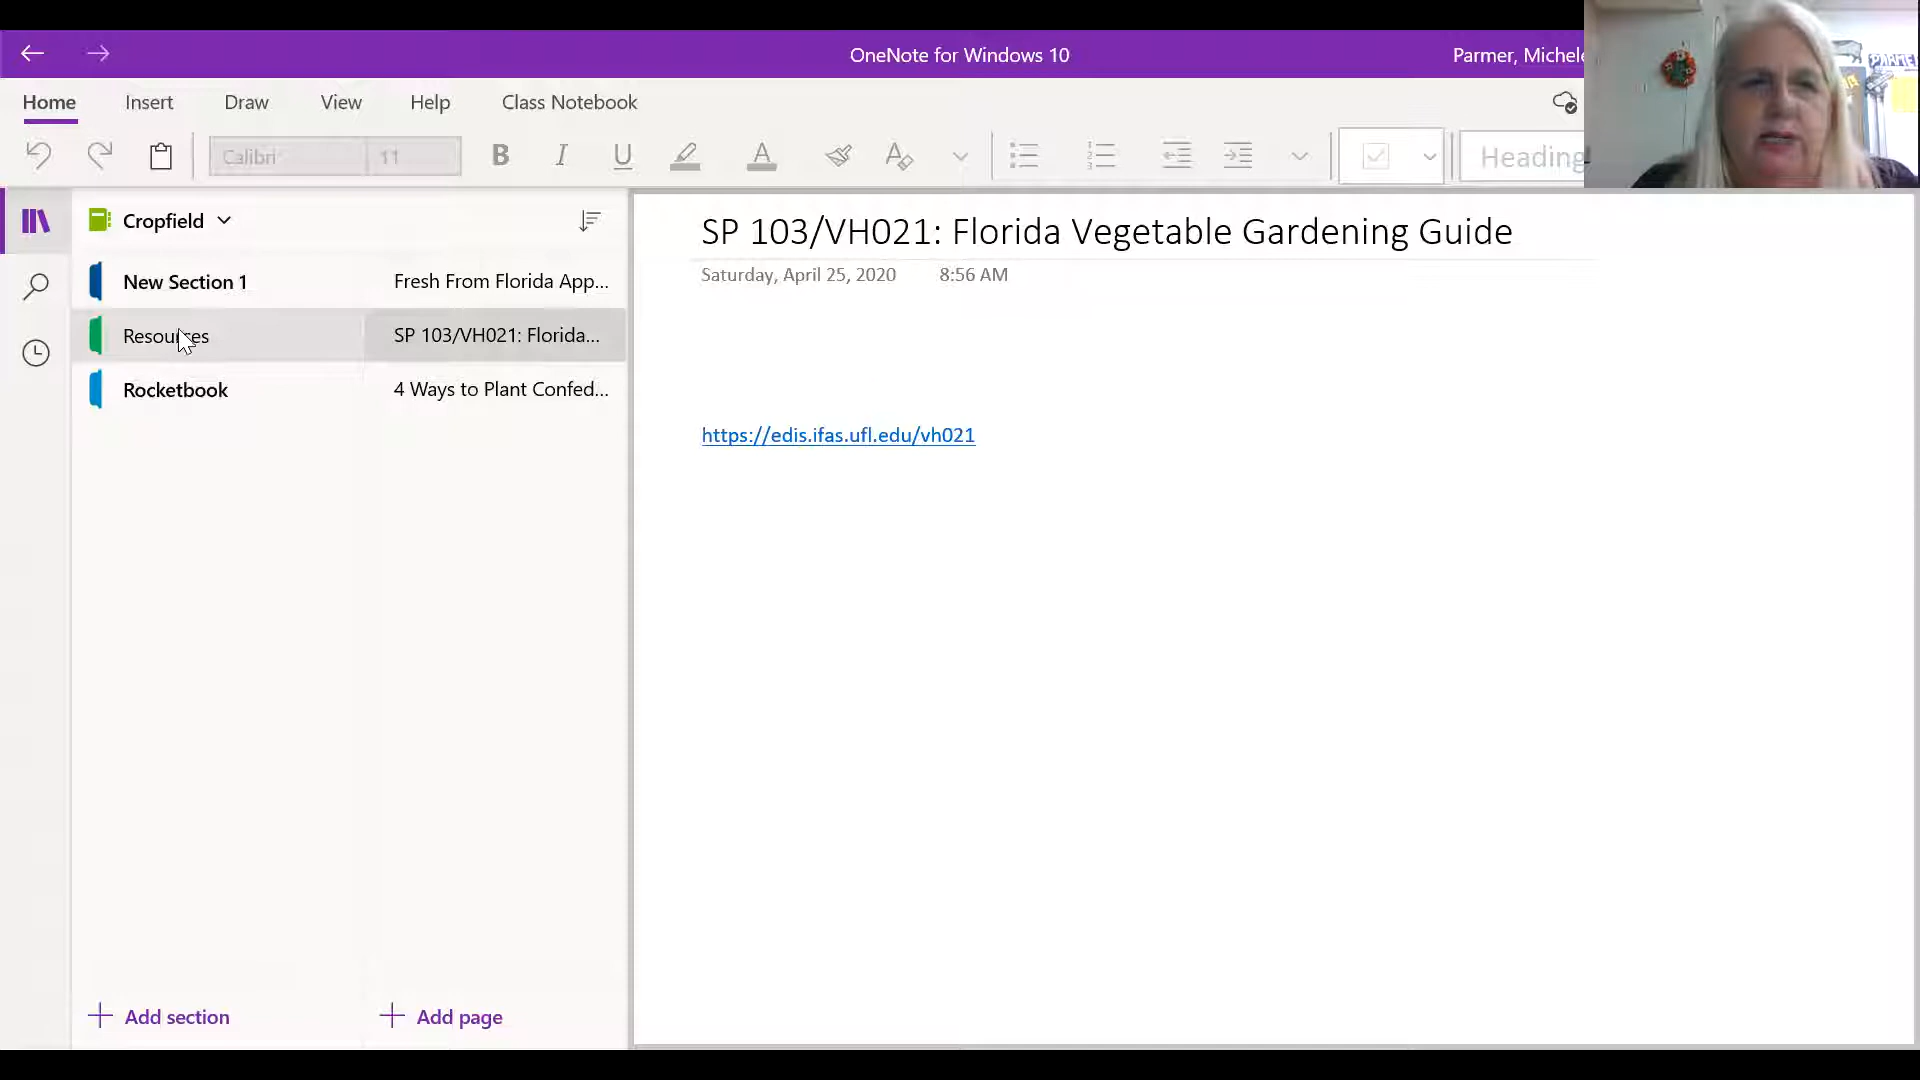 OneNote for Windows 10
Parmer, Michele
Home Insert Draw View Help Class Notebook
Calibri 11 B I U A A Heading
Cropfield
New Section 1
Resources
Rocketbook
Fresh From Florida App...
SP 103/VH021: Florida...
4 Ways to Plant Confed...
Add section
Add page
SP 103/VH021: Florida Vegetable Gardening Guide
Saturday, April 25, 2020 8:56 AM
https://edis.ifas.ufl.edu/vh021